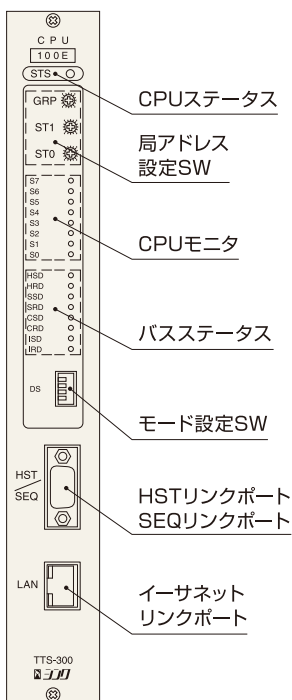 CPU
100E
STS
CPUステータス
GRP
ST1
ST0
局アドレス
設定SW
S7
S6
S5
S4
S3
S2
S1
S0
CPUモニタ
HSD
HRD
SSD
SRD
CSD
CRD
ISD
IRD
バスステータス
DS
モード設定SW
HST
SEQ
HSTリンクポート
SEQリンクポート
LAN
イーサネット
リンクポート
TTS-300